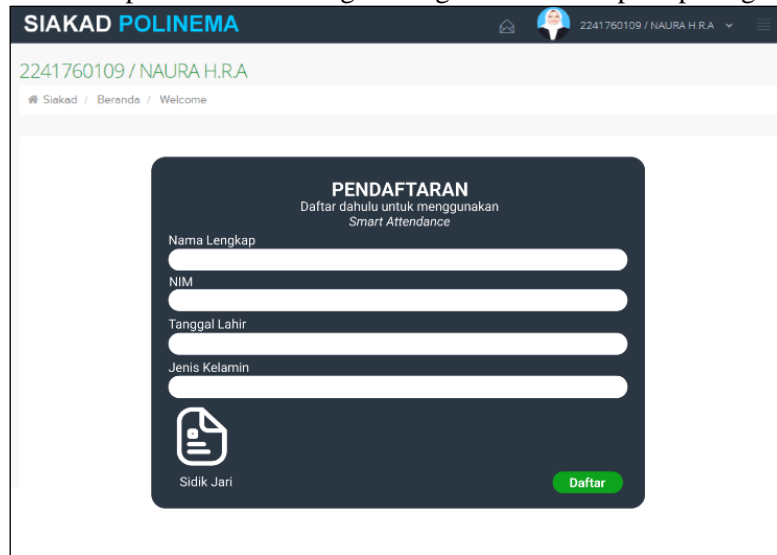 SIAKAD POLINEMA
2241760109 / NAURA H.R.A
2241760109 / NAURA H.R.A
Siakad / Beranda / Welcome
PENDAFTARAN
Daftar dahulu untuk menggunakan
Smart Attendance
Nama Lengkap
NIM
Tanggal Lahir
Jenis Kelamin
Sidik Jari
Daftar